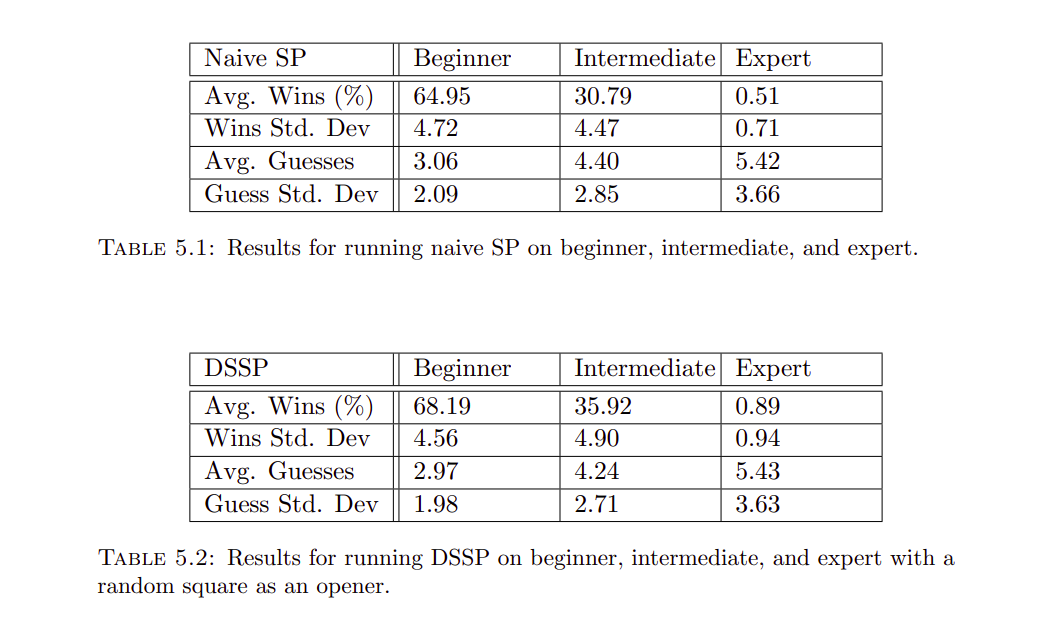 Naive SP Beginner Intermediate Expert
Avg. Wins (%) 64.95 30.79 0.51
Wins Std. Dev 4.72 4.47 0.71
Avg. Guesses 3.06 4.40 5.42
Guess Std. Dev 2.09 2.85 3.66
TABLE 5.1: Results for running naive SP on beginner, intermediate, and expert.
DSSP Beginner Intermediate Expert
Avg. Wins (%) 68.19 35.92 0.89
Wins Std. Dev 4.56 4.90 0.94
Avg. Guesses 2.97 4.24 5.43
Guess Std. Dev 1.98 2.71 3.63
TABLE 5.2: Results for running DSSP on beginner, intermediate, and expert with a
random square as an opener.